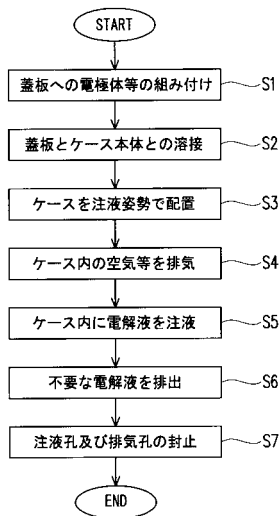 START
蓋板への電極体等の組み付け S1
蓋板とケース本体との溶接 S2
ケースを注液姿勢で配置 S3
ケース内の空気等を排気 S4
ケース内に電解液を注液 S5
不要な電解液を排出 S6
注液孔及び排気孔の封止 S7
END